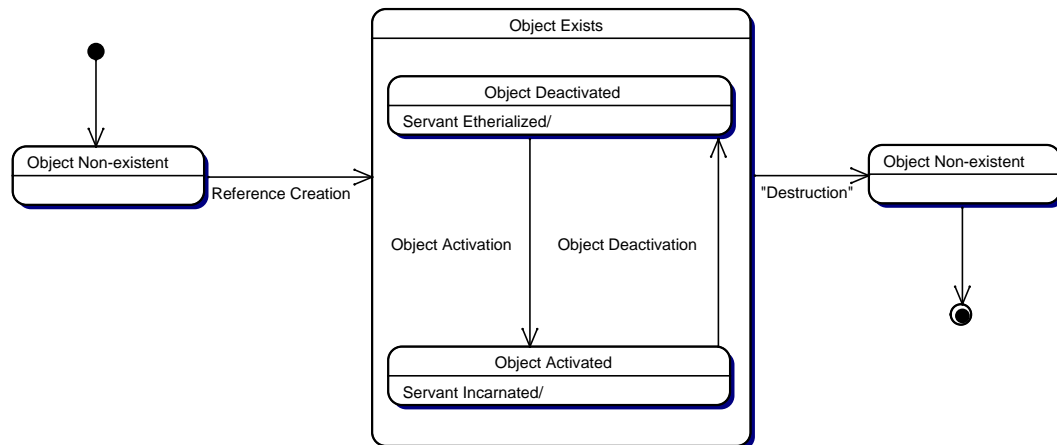 Object Exists
Object Deactivated
Servant Etherialized/
Object Non-existent
Reference Creation
Object Non-existent
"Destruction"
Object Activation
Object Deactivation
Object Activated
Servant Incarnated/